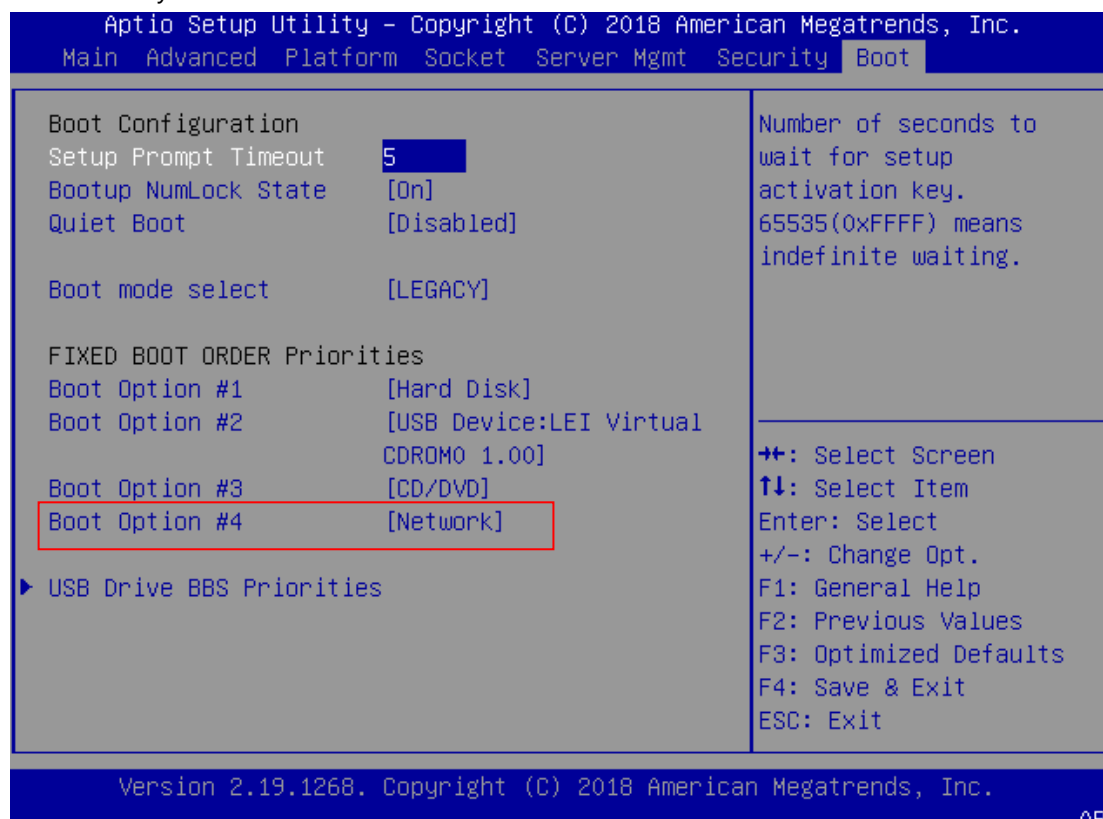 Aptio Setup Utility – Copyright (C) 2018 American Megatrends, Inc.
Main Advanced Platform Socket Server Mgmt Security Boot
Boot Configuration
Setup Prompt Timeout 5
Bootup NumLock State [On]
Quiet Boot [Disabled]
Boot mode select [LEGACY]
FIXED BOOT ORDER Priorities
Boot Option #1 [Hard Disk]
Boot Option #2 [USB Device:LEI Virtual
CDROM0 1.00]
Boot Option #3 [CD/DVD]
Boot Option #4 [Network]
USB Drive BBS Priorities
Number of seconds to
wait for setup
activation key.
65535(0xFFFF) means
indefinite waiting.
→←: Select Screen
↑↓: Select Item
Enter: Select
+/-: Change Opt.
F1: General Help
F2: Previous Values
F3: Optimized Defaults
F4: Save & Exit
ESC: Exit
Version 2.19.1268. Copyright (C) 2018 American Megatrends, Inc.